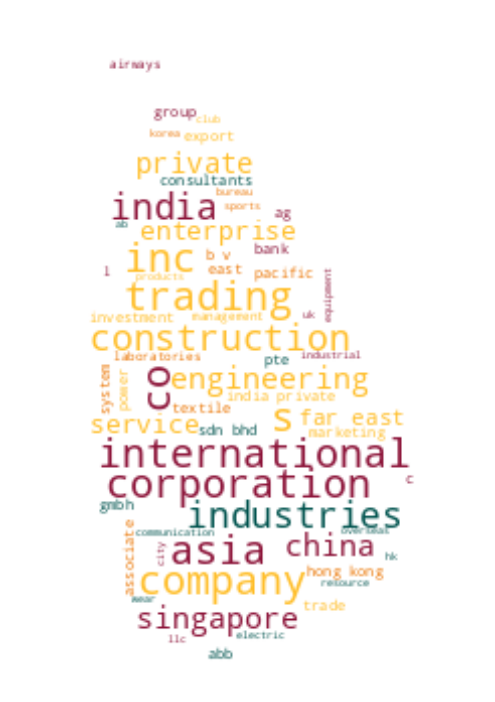 airways
group
club
korea export
private
consultants
bureau
india sports ag
ab enterprise
inc b v bank
l east pacific
products
trading equipment
investment management uk
construction
laboratories pte industrial
system power co engineering
india private
textile
service sdn bhd s far east
marketing
international
corporation c
gmbh industries
associate communication overseas
city asia china hk
hong kong
company resource
wear trade
singapore
llc electric
abb